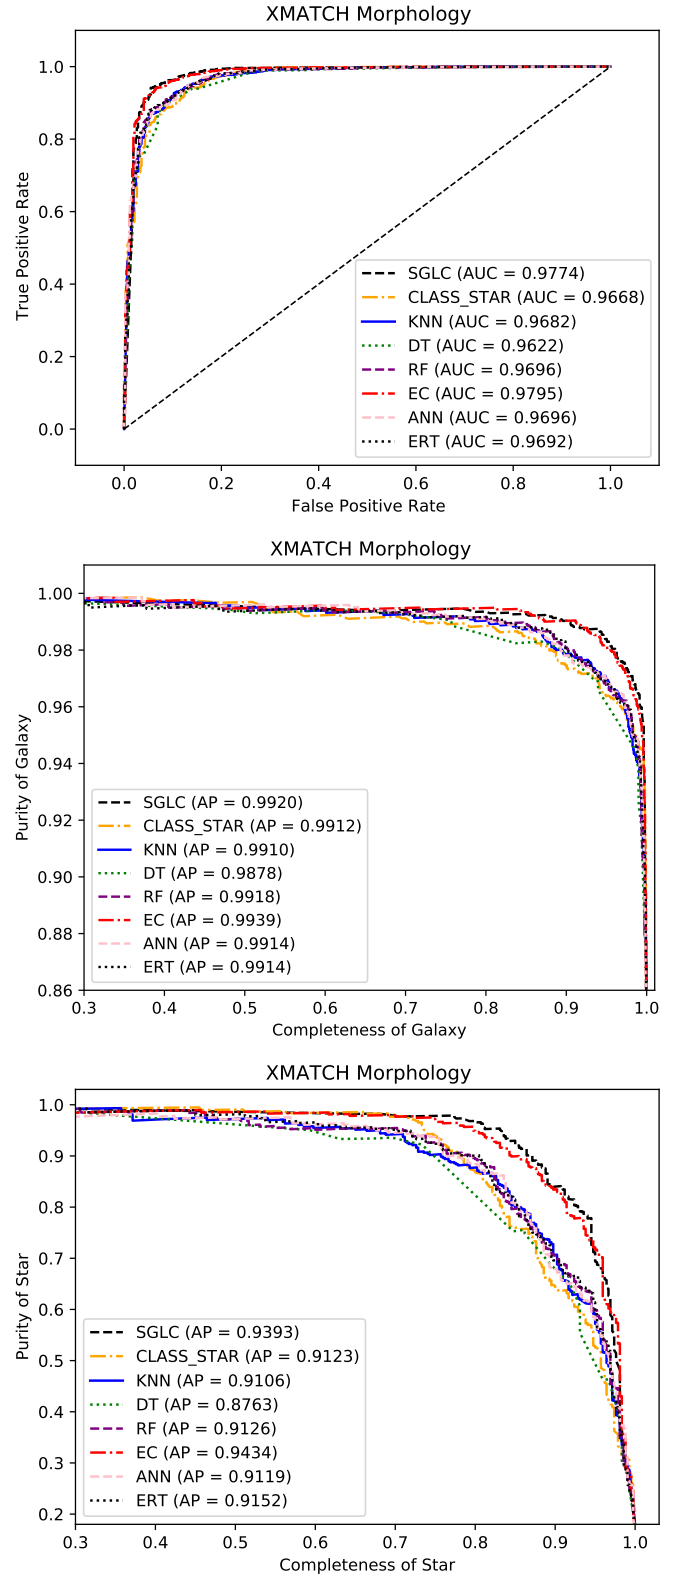 XMATCH Morphology
1.0
0.8
0.6
0.4
0.2
0.0
True Positive Rate
SGLC (AUC = 0.9774)
CLASS_STAR (AUC = 0.9668)
KNN (AUC = 0.9682)
DT (AUC = 0.9622)
RF (AUC = 0.9696)
EC (AUC = 0.9795)
ANN (AUC = 0.9696)
ERT (AUC = 0.9692)
0.0 0.2 0.4 0.6 0.8 1.0
False Positive Rate
XMATCH Morphology
1.00
0.98
0.96
0.94
0.92
0.90
0.88
0.86
Purity of Galaxy
SGLC (AP = 0.9920)
CLASS_STAR (AP = 0.9912)
KNN (AP = 0.9910)
DT (AP = 0.9878)
RF (AP = 0.9918)
EC (AP = 0.9939)
ANN (AP = 0.9914)
ERT (AP = 0.9914)
0.3 0.4 0.5 0.6 0.7 0.8 0.9 1.0
Completeness of Galaxy
XMATCH Morphology
1.0
0.9
0.8
0.7
0.6
0.5
0.4
0.3
0.2
Purity of Star
SGLC (AP = 0.9393)
CLASS_STAR (AP = 0.9123)
KNN (AP = 0.9106)
DT (AP = 0.8763)
RF (AP = 0.9126)
EC (AP = 0.9434)
ANN (AP = 0.9119)
ERT (AP = 0.9152)
0.3 0.4 0.5 0.6 0.7 0.8 0.9 1.0
Completeness of Star